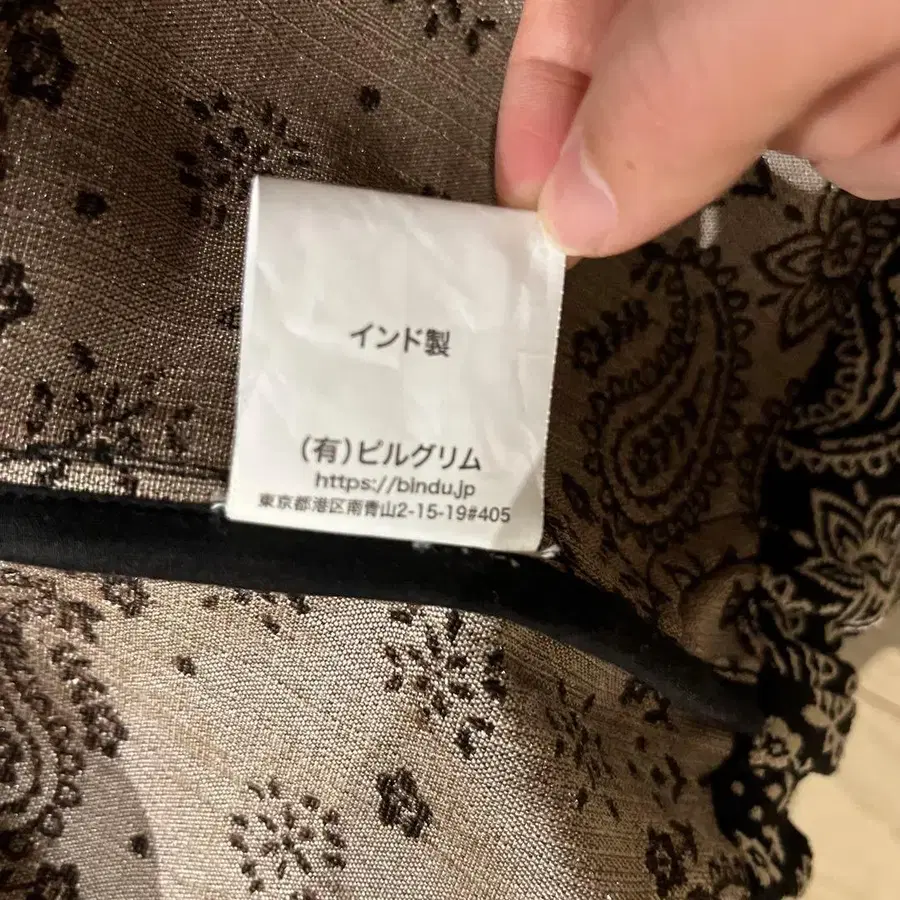 インド製
(有)ピルグリム
https://bindu.jp
東京都港区南青山2-15-19#405